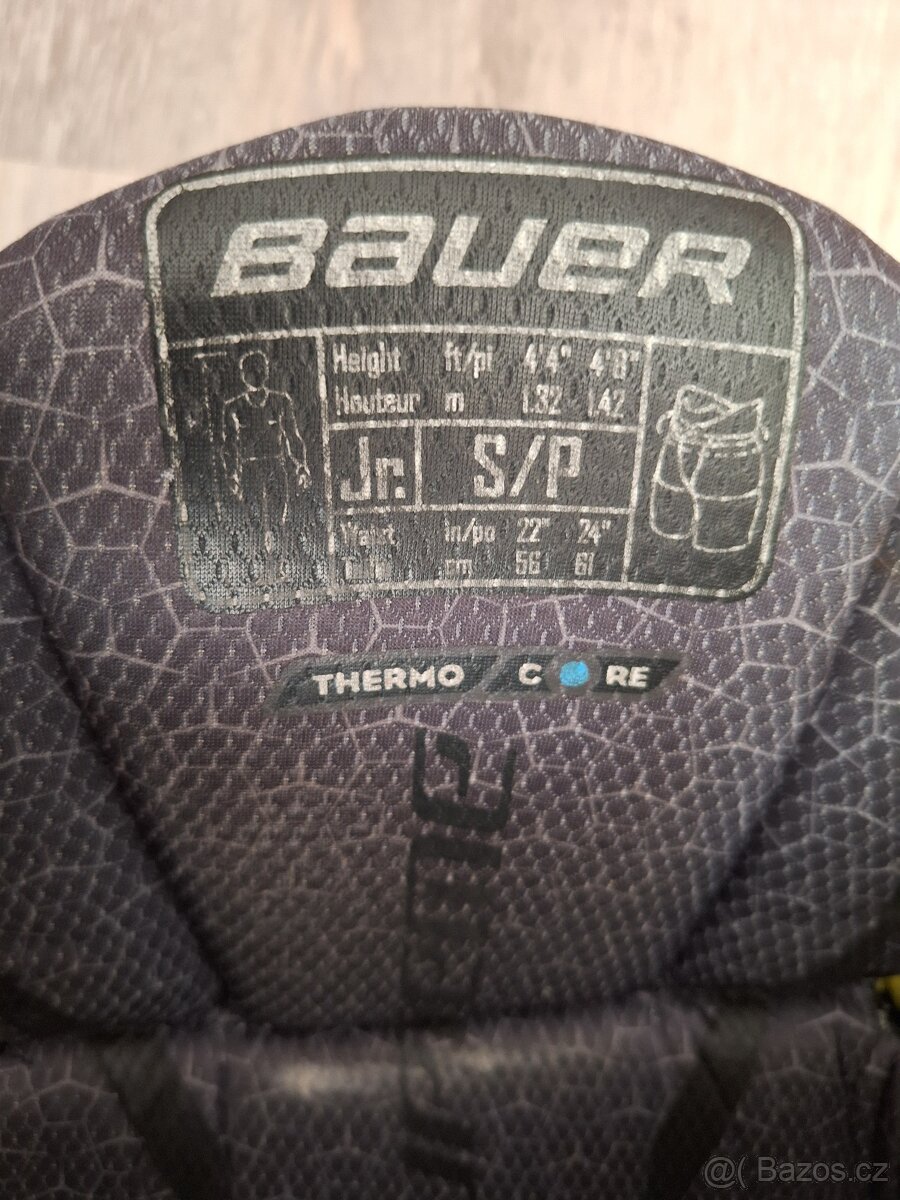 BAUER
Height ft/pi 4'4" 4'8"
Hauteur m 1.32 1.42
Jr. S/P
in/po 22" 24"
cm 56 61
THERMO CORE
@( Bazos.cz